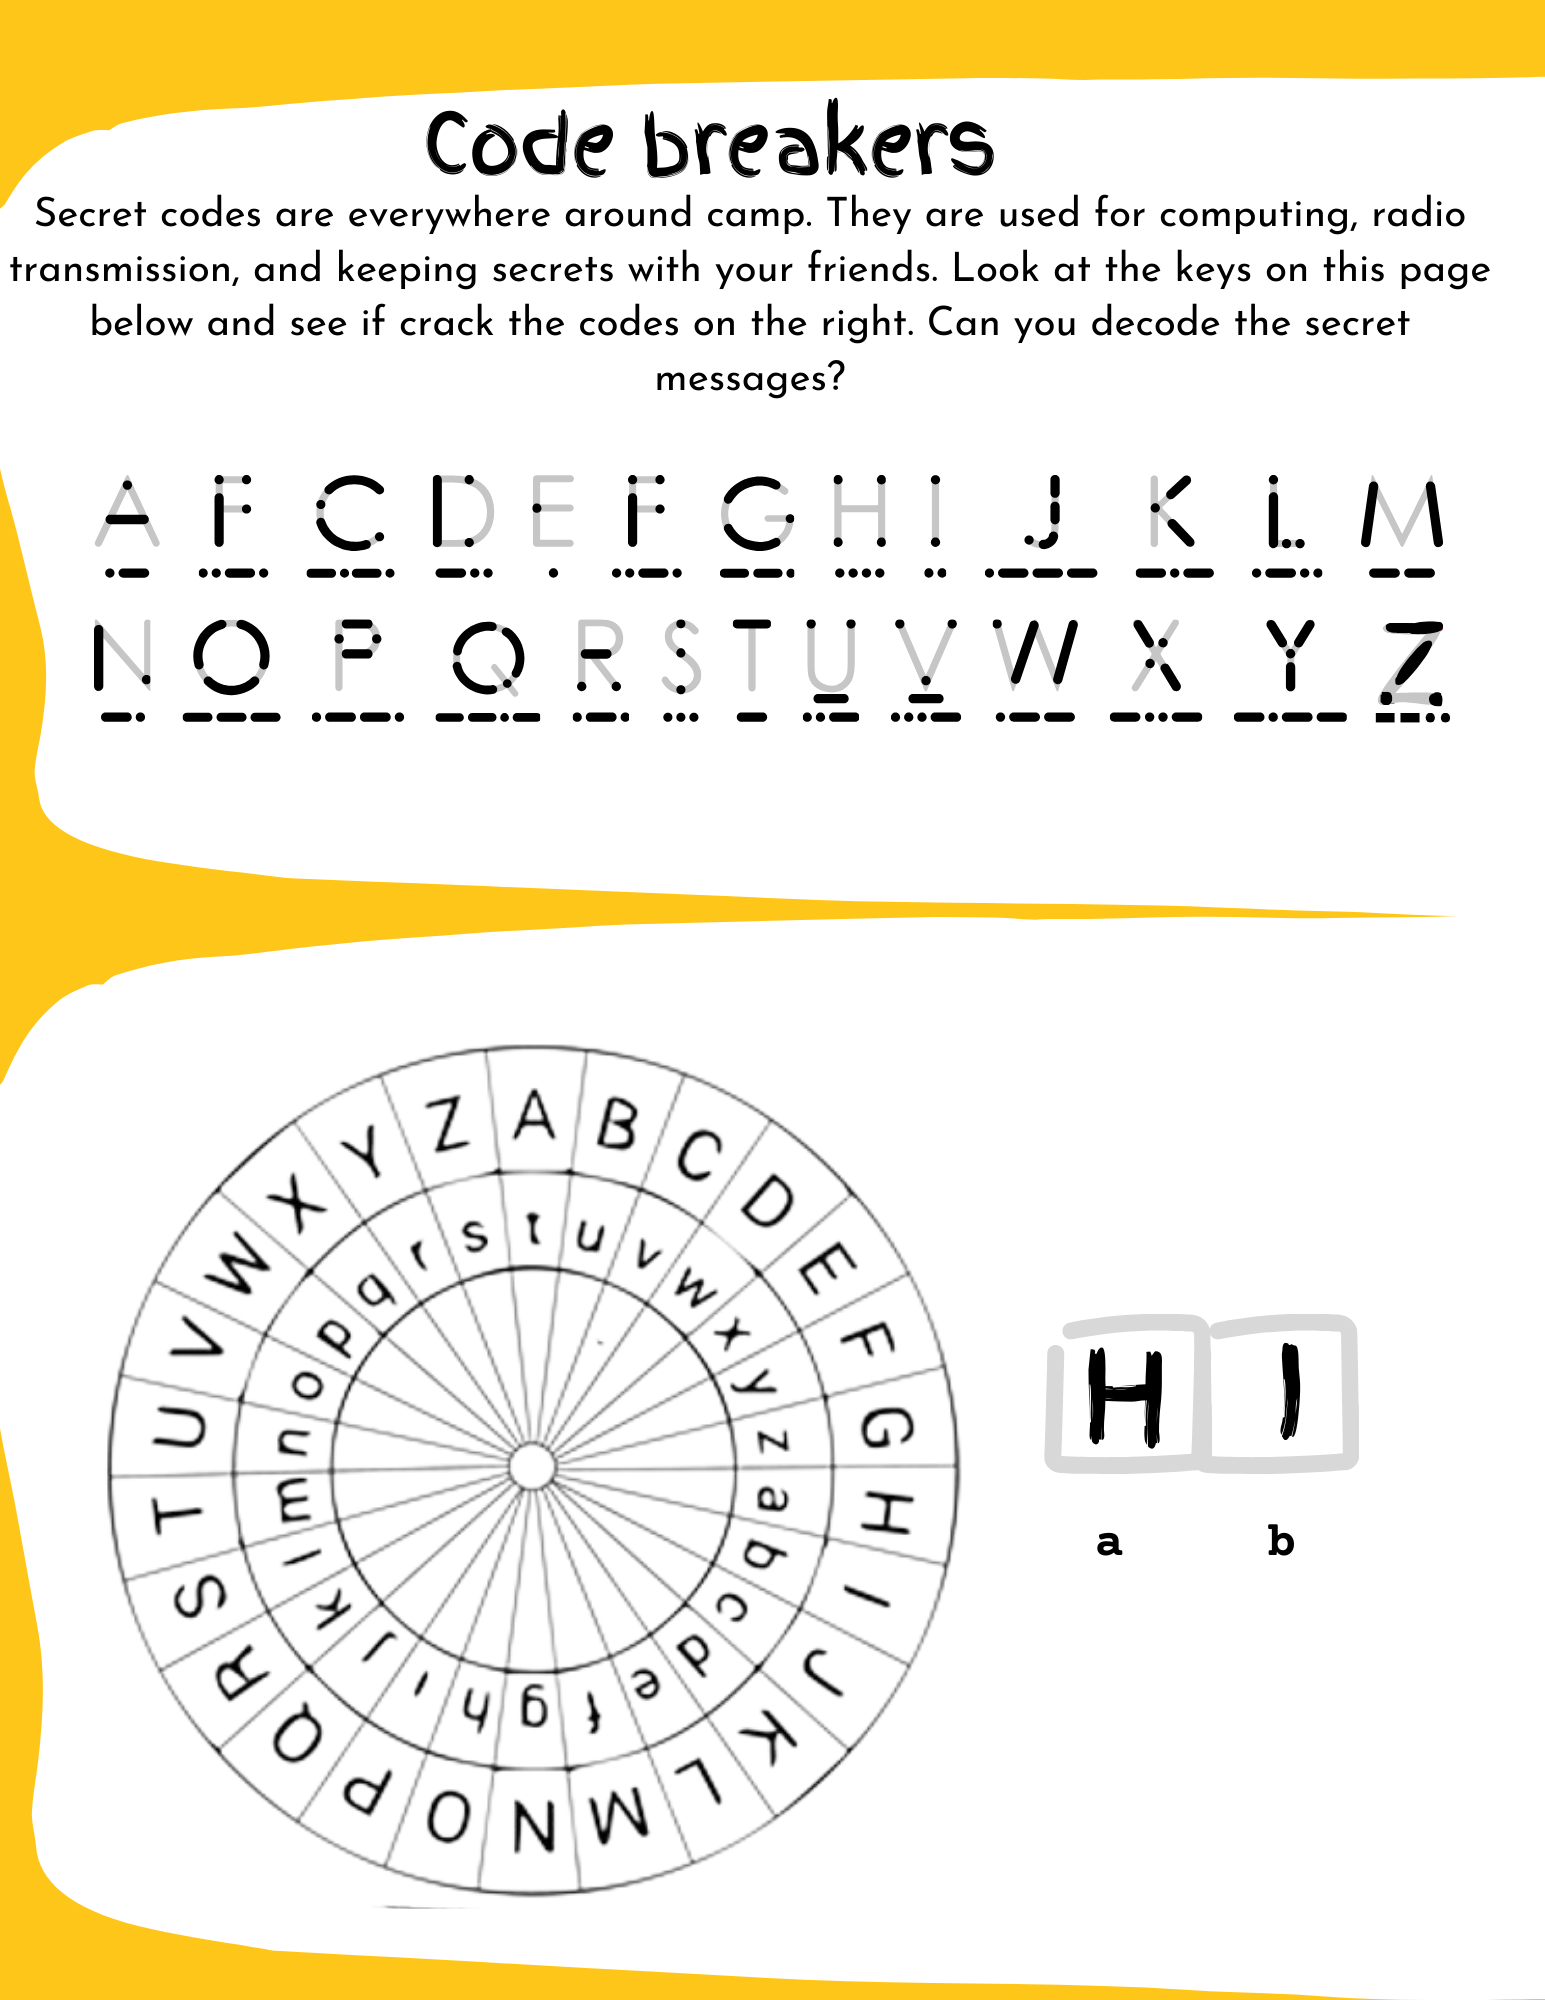 Code breakers
Secret codes are everywhere around camp. They are used for computing, radio
transmission, and keeping secrets with your friends. Look at the keys on this page
below and see if crack the codes on the right. Can you decode the secret
messages?
A F C D E F G H I J K L M
•— ••—• —•—• —•• • ••—• ——• •••• •• •——— —•— •—•• ——
N O P Q R S T U V W X Y Z
—• ——— •——• ——•— •—• ••• — ••— •••— •—— —••— —•—— ——••
A B C D E F G H I J K L M N O P Q R S T U V W X Y Z
t u v w x y z a b c d e f g h i j k l m n o p q r s
H I
a b